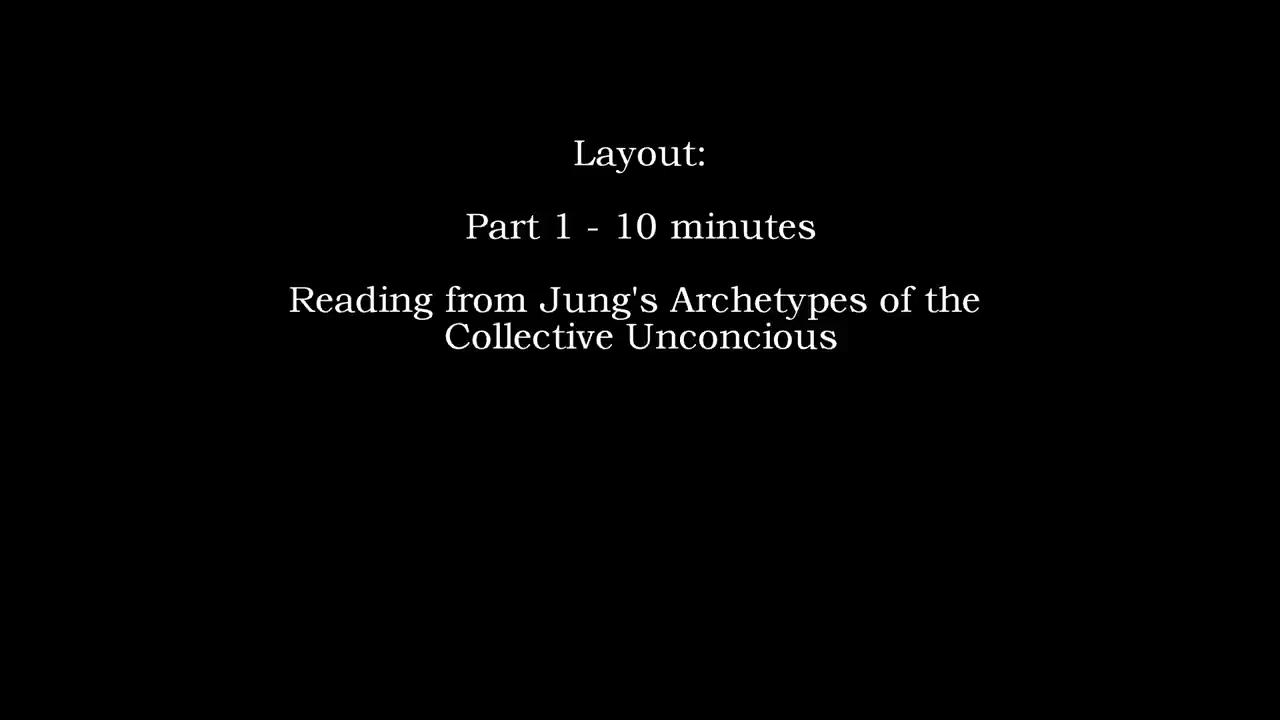 Layout:
Part 1 - 10 minutes
Reading from Jung's Archetypes of the
Collective Unconcious